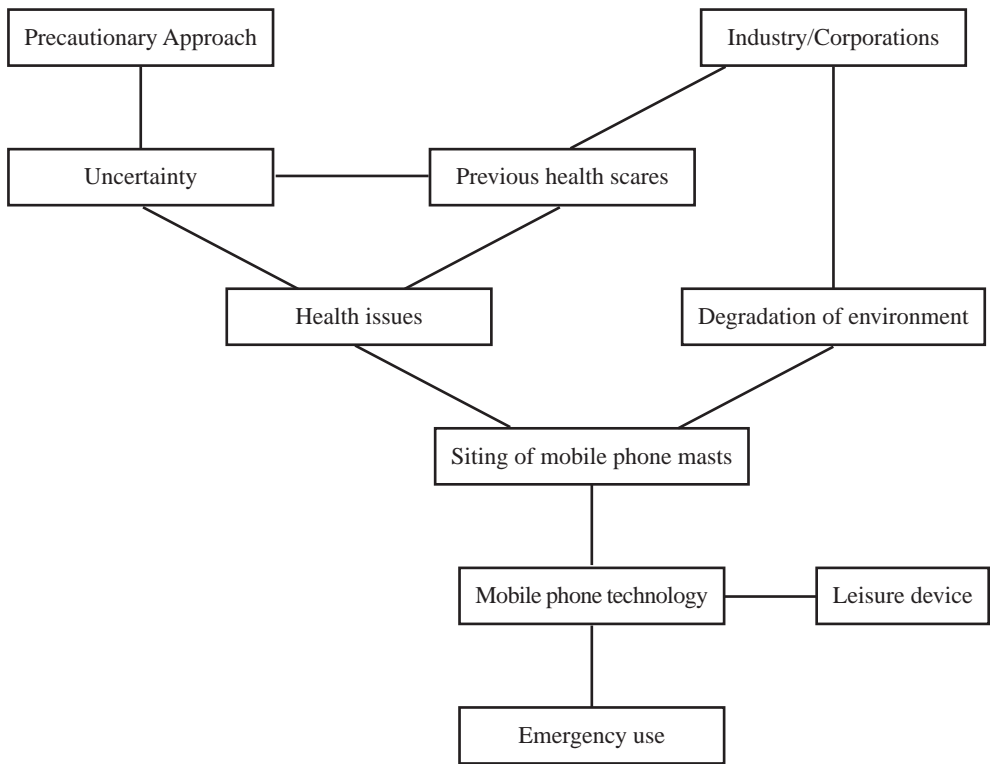 Precautionary Approach
Industry/Corporations
Uncertainty
Previous health scares
Health issues
Degradation of environment
Siting of mobile phone masts
Mobile phone technology
Leisure device
Emergency use